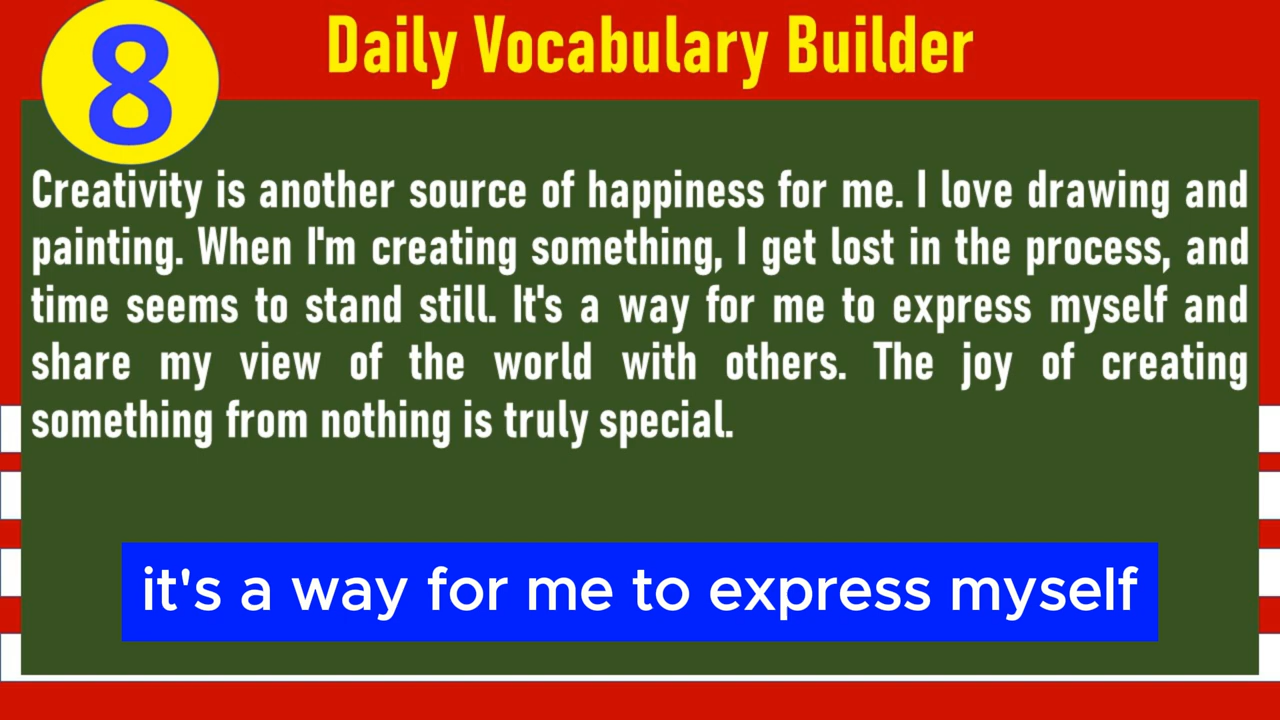 8
Daily Vocabulary Builder
Creativity is another source of happiness for me. I love drawing and
painting. When I'm creating something, I get lost in the process, and
time seems to stand still. It's a way for me to express myself and
share my view of the world with others. The joy of creating
something from nothing is truly special.
it's a way for me to express myself